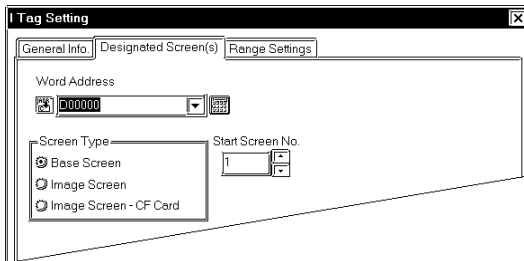 I Tag Setting
General Info. Designated Screen(s) Range Settings
Word Address
D00000
Screen Type Start Screen No.
Base Screen 1
Image Screen
Image Screen - CF Card